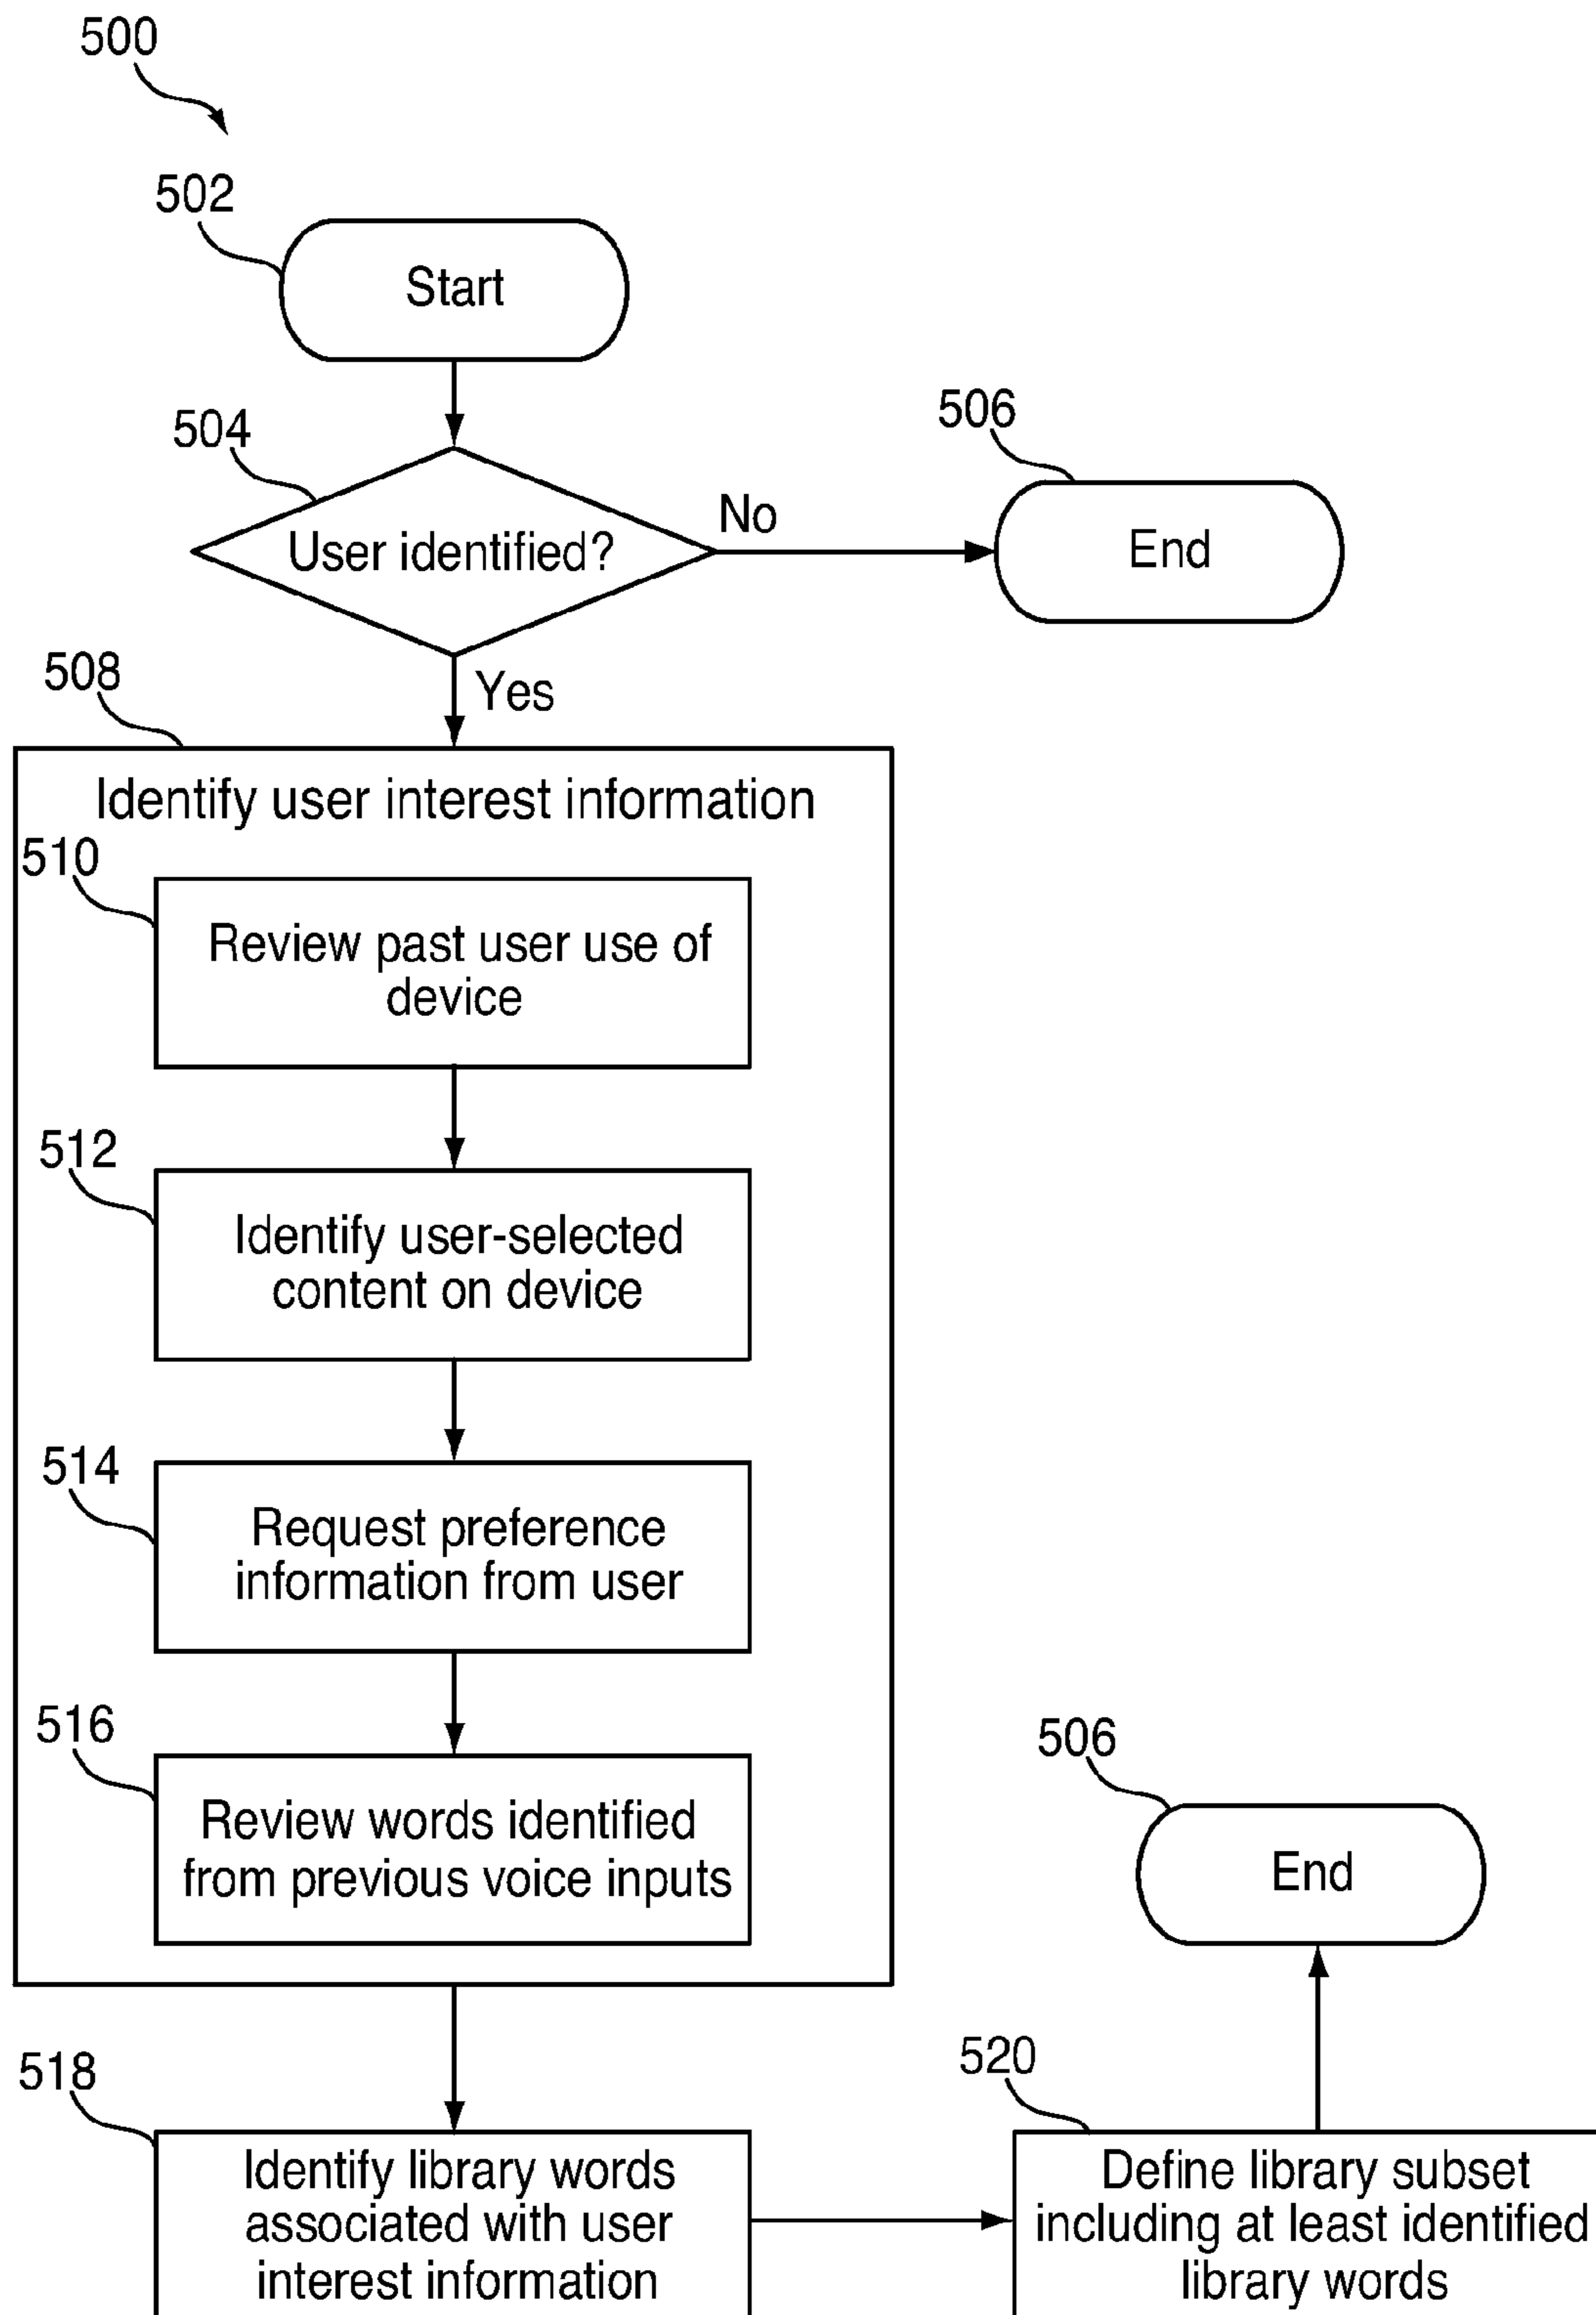 500
502
Start
504
User identified?
No
506
End
Yes
508
Identify user interest information
510
Review past user use of
device
512
Identify user-selected
content on device
514
Request preference
information from user
516
Review words identified
from previous voice inputs
506
End
518
Identify library words
associated with user
interest information
520
Define library subset
including at least identified
library words